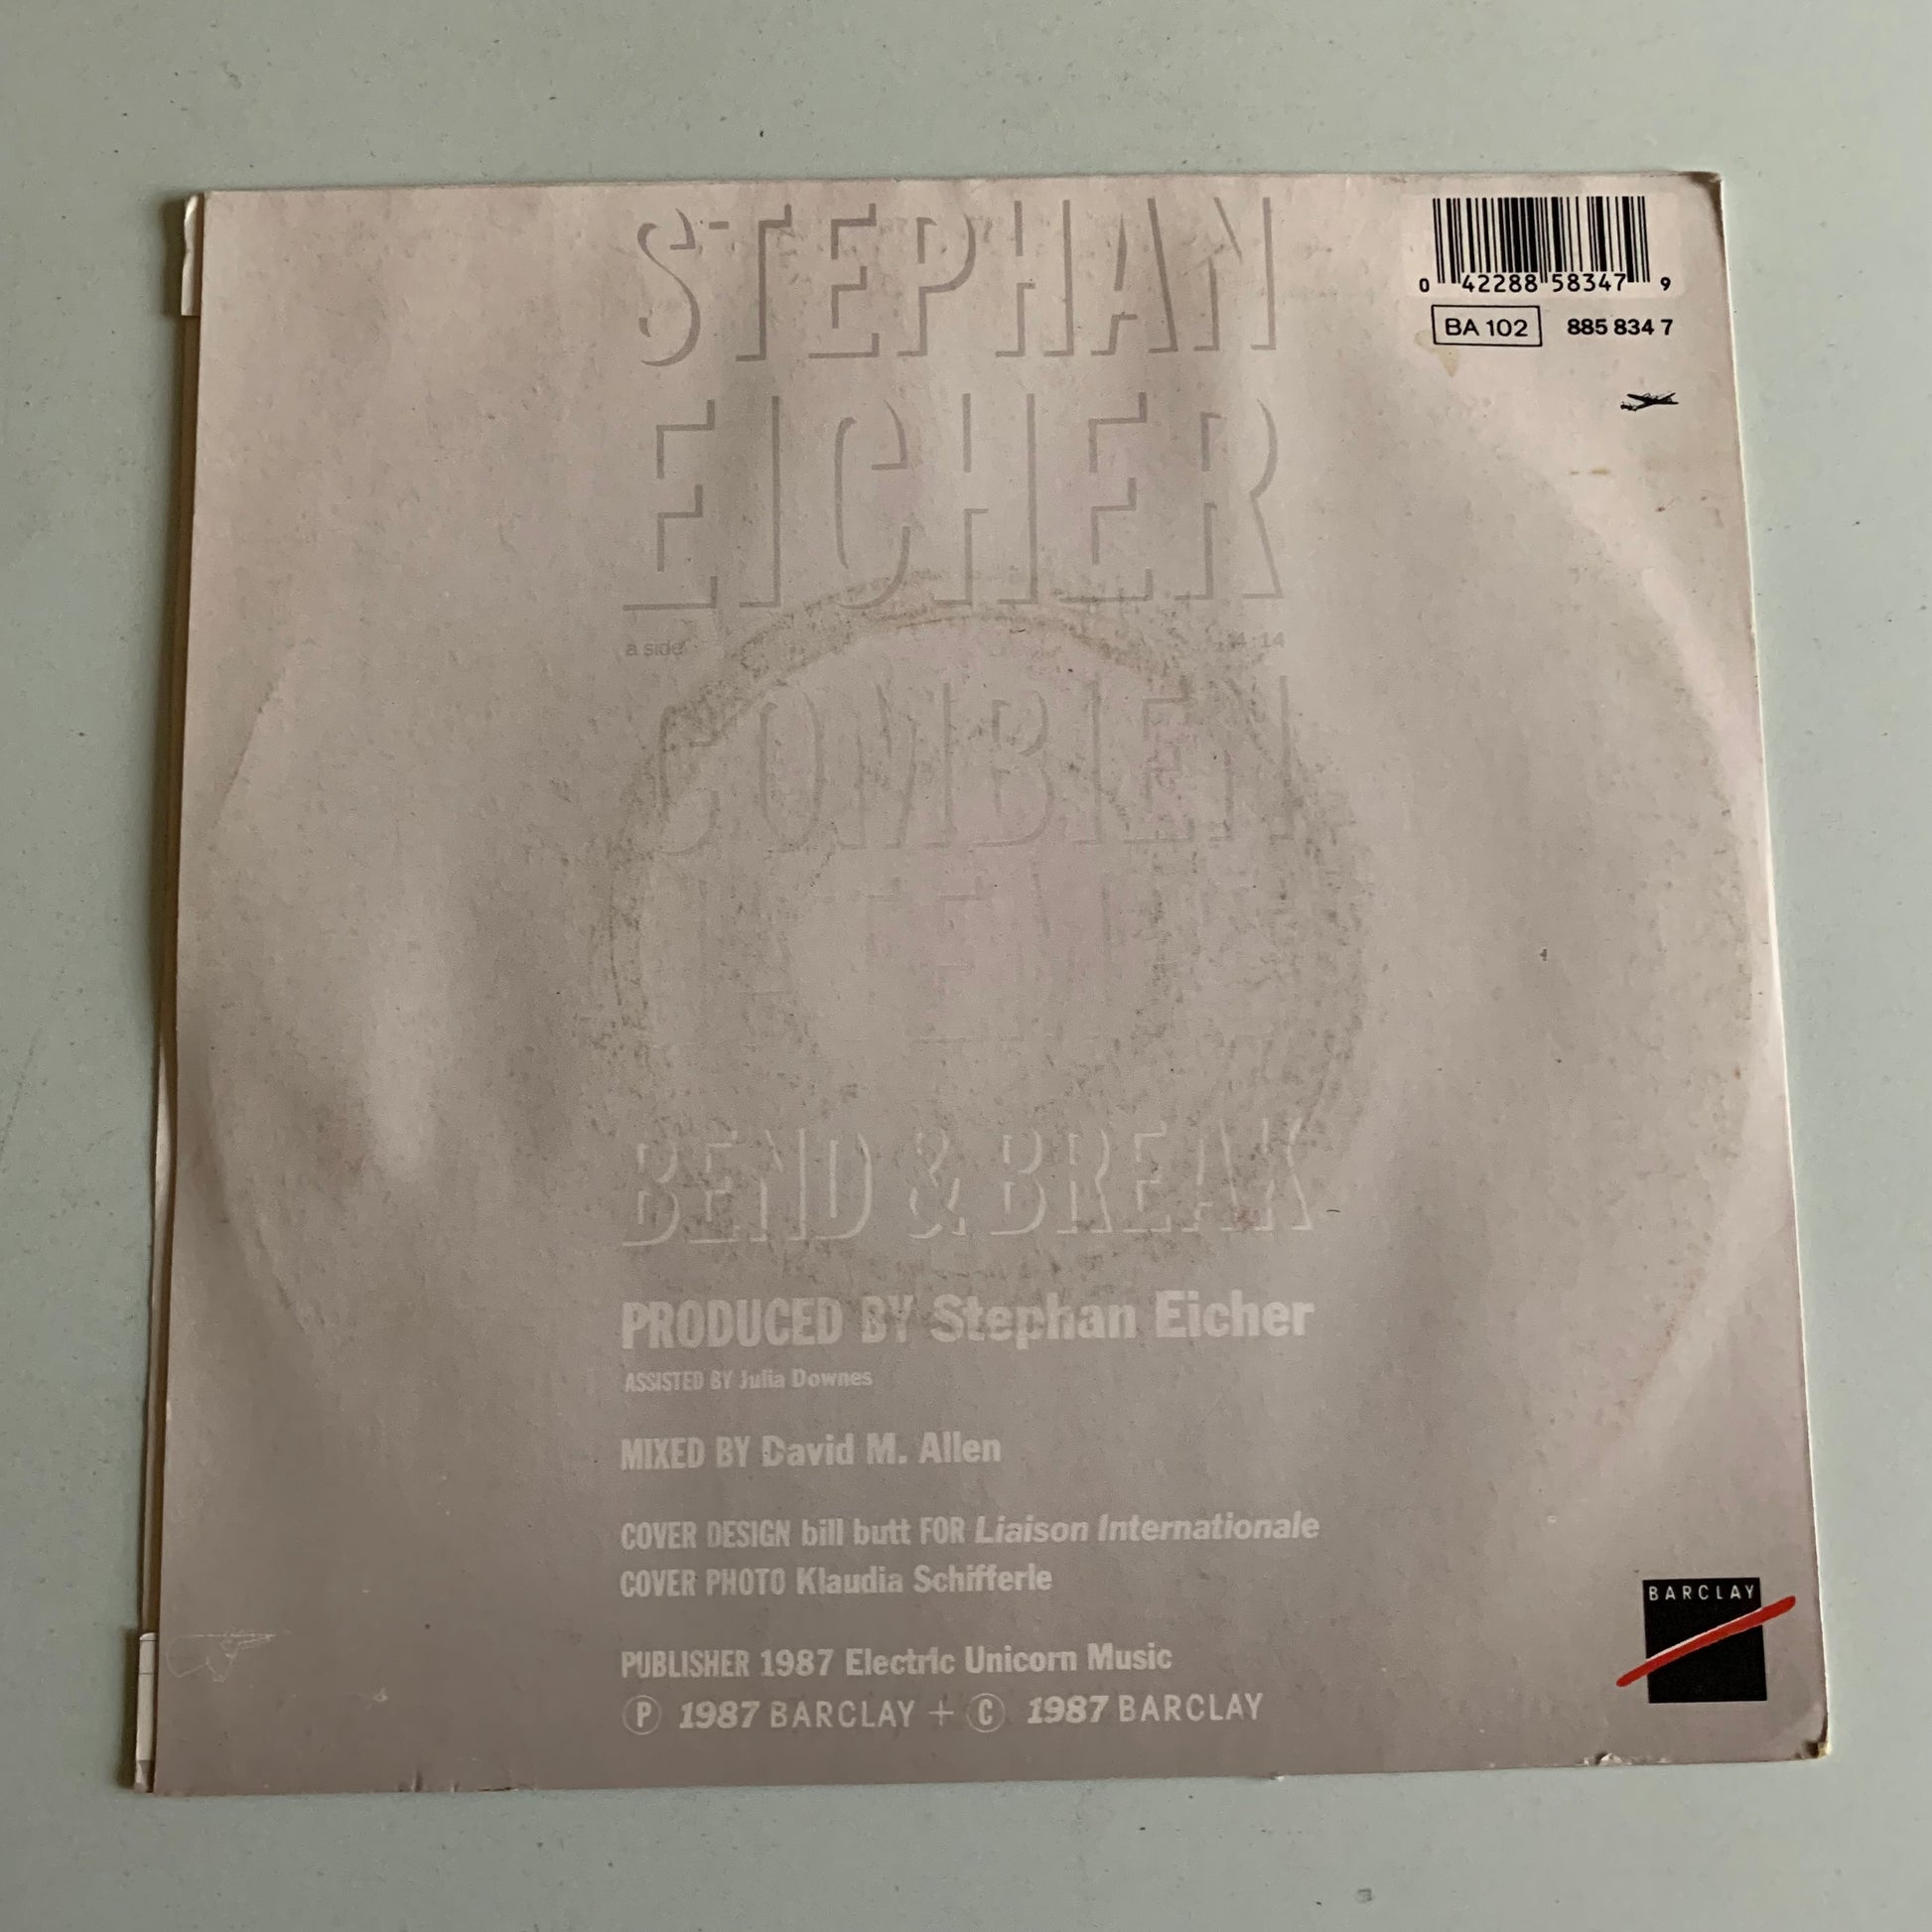 STEPHAN
EICHER
0 42288 58347 9
BA 102 885 834 7
a side 4:14
COMBIEN
BEND & BREAK
PRODUCED BY Stephan Eicher
ASSISTED BY Julia Downes
MIXED BY David M. Allen
COVER DESIGN bill butt FOR Liaison Internationale
COVER PHOTO Klaudia Schifferle
PUBLISHER 1987 Electric Unicorn Music
Ⓟ 1987 BARCLAY + Ⓒ 1987 BARCLAY
BARCLAY